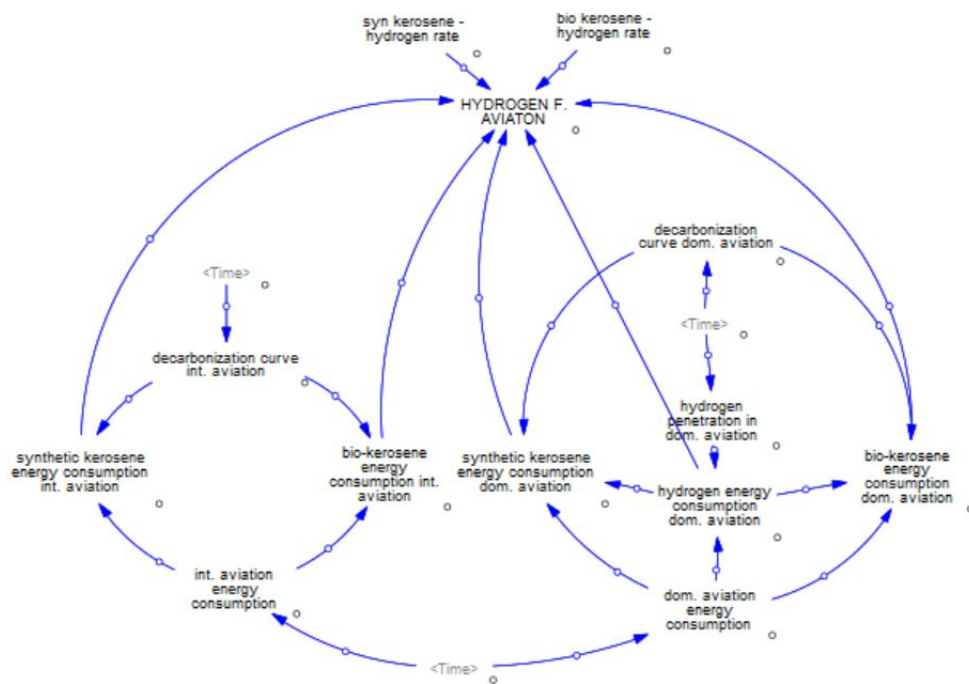 syn kerosene -
hydrogen rate
bio kerosene -
hydrogen rate
HYDROGEN F.
AVIATON
decarbonization
curve dom. aviation
<Time>
<Time>
decarbonization curve
int. aviation
hydrogen
penetration in
dom. aviation
synthetic kerosene
energy consumption
int. aviation
bio-kerosene
energy
consumption int.
aviation
synthetic kerosene
energy consumption
dom. aviation
hydrogen energy
consumption
dom. aviation
bio-kerosene
energy
consumption
dom. aviation
int. aviation
energy
consumption
dom. aviation
energy
consumption
<Time>